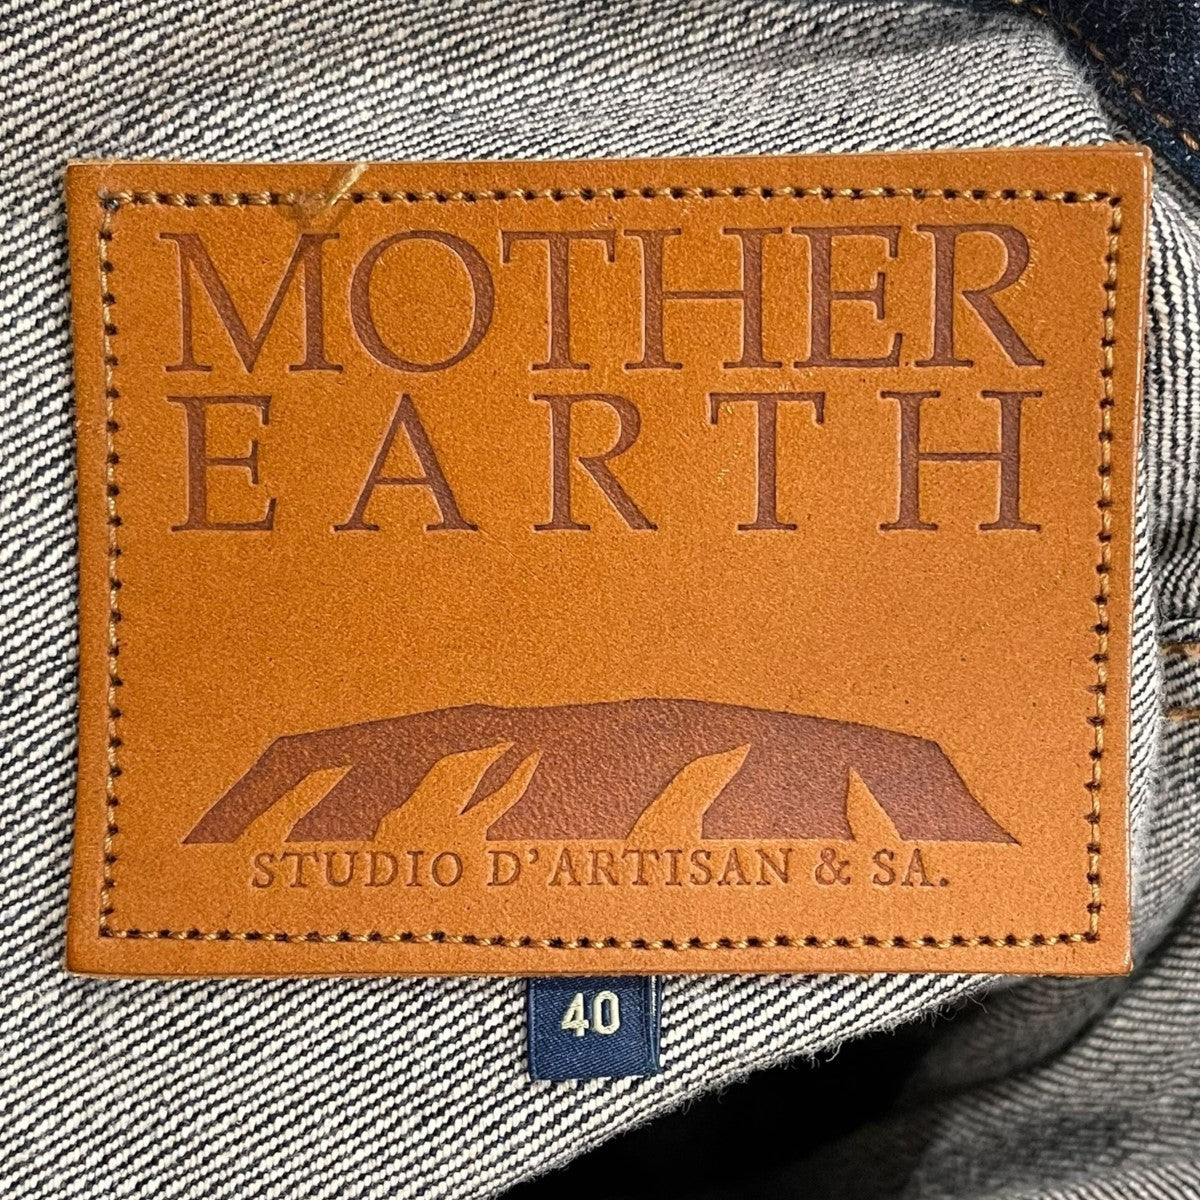 MOTHER
EARTH
STUDIO D'ARTISAN & SA.
40